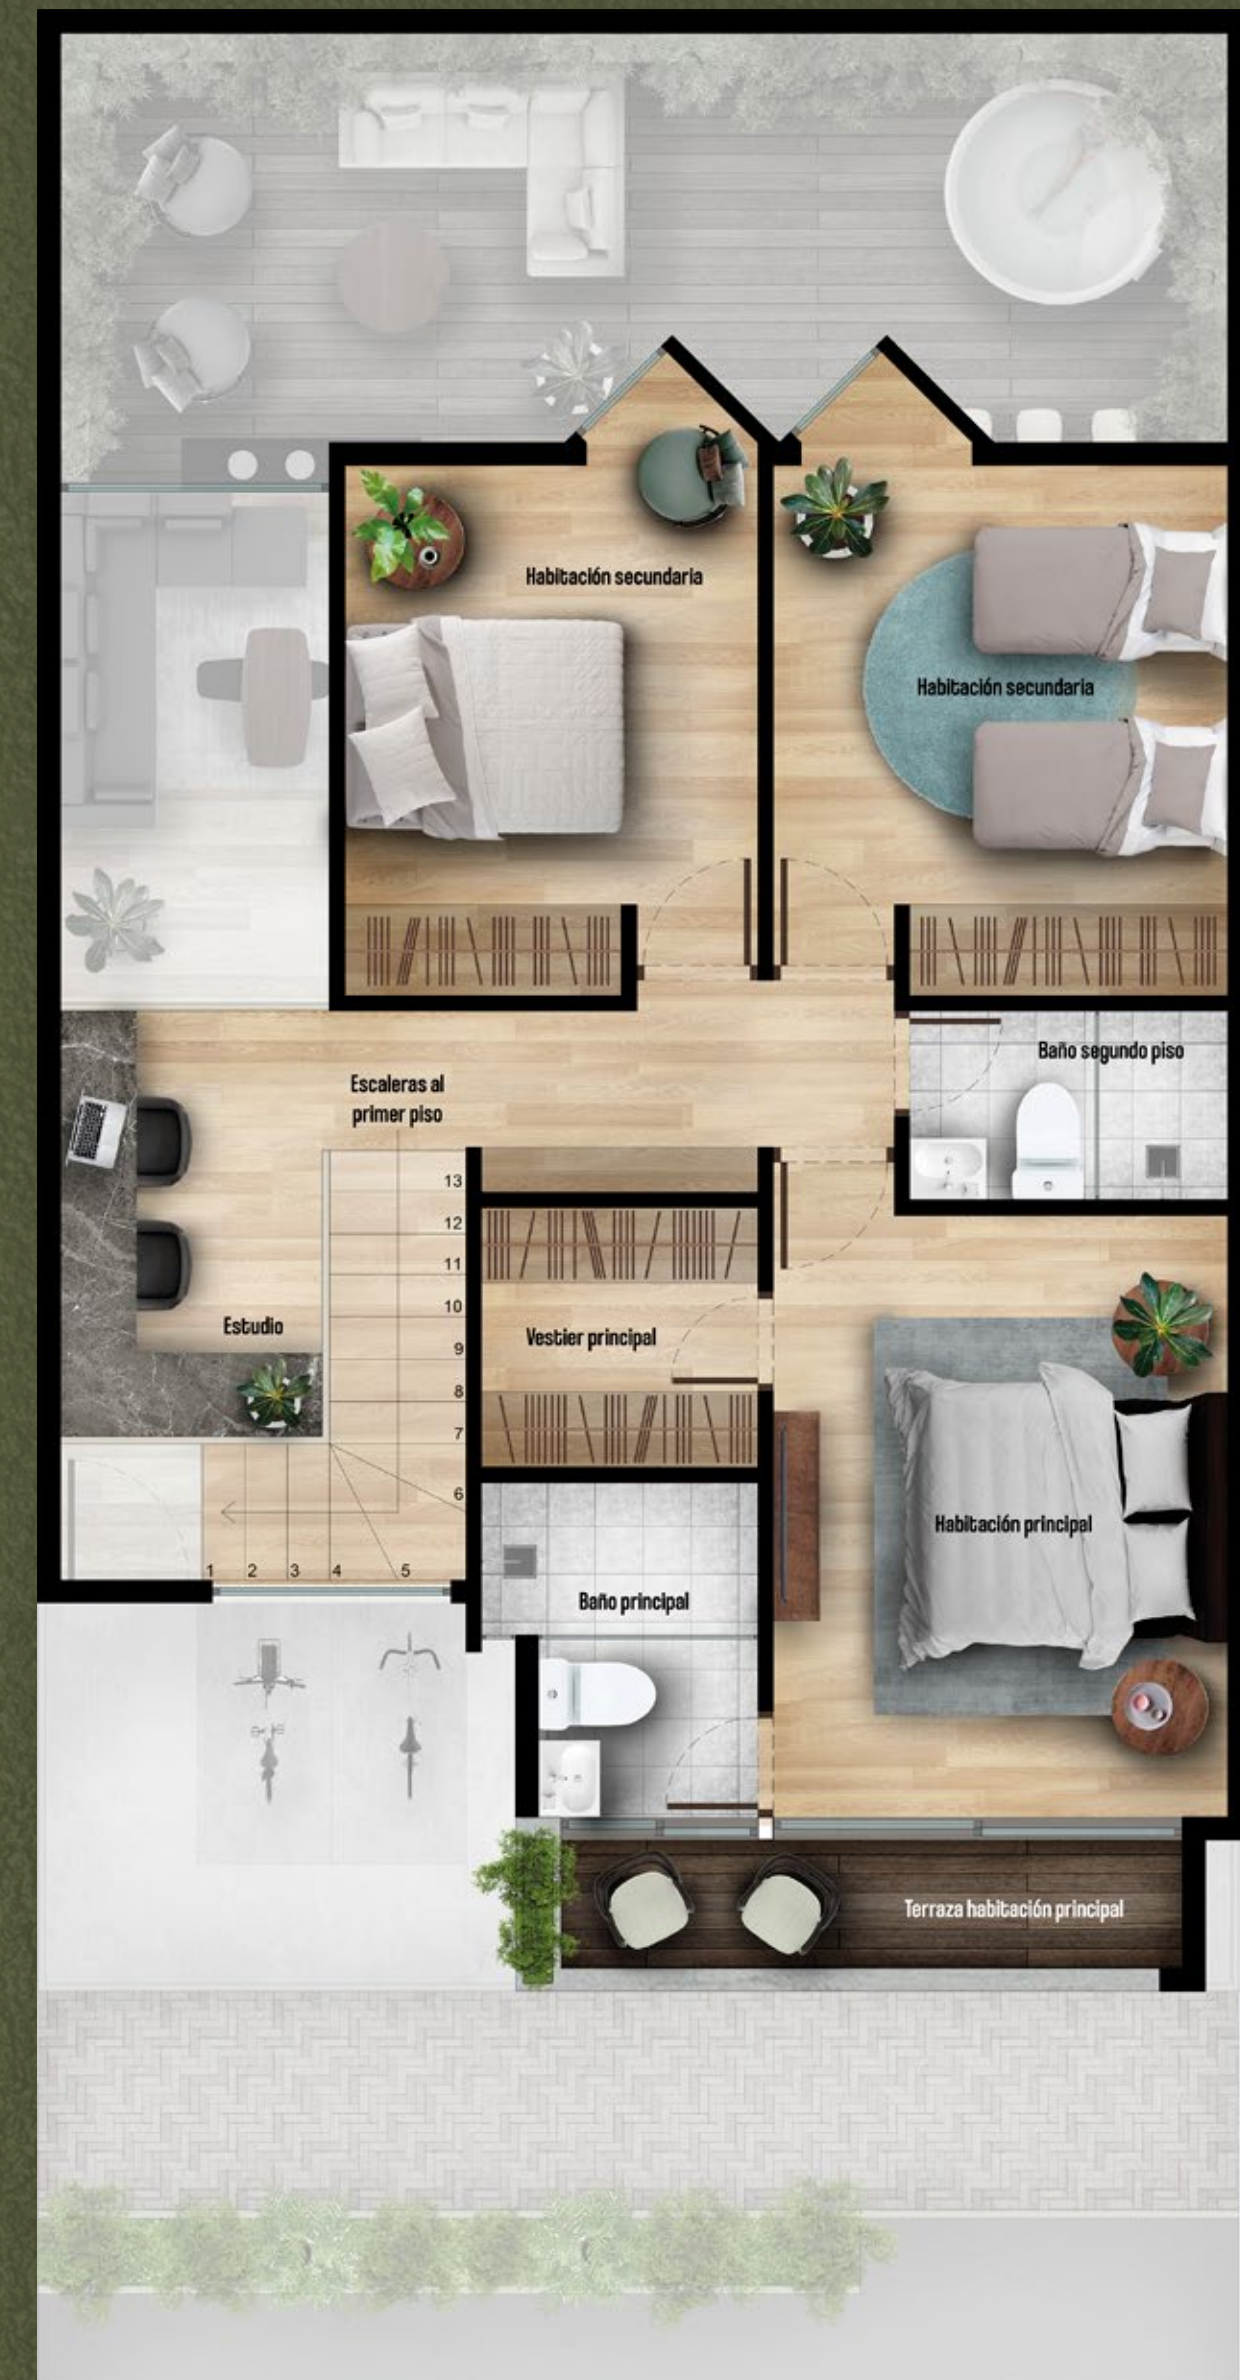 Habitación secundaria
Habitación secundaria
Baño segundo piso
Escaleras al
primer piso
13
12
11
10
9
8
7
6
Estudio
Vestier principal
Habitación principal
1 2 3 4 5
Baño principal
Terraza habitación principal